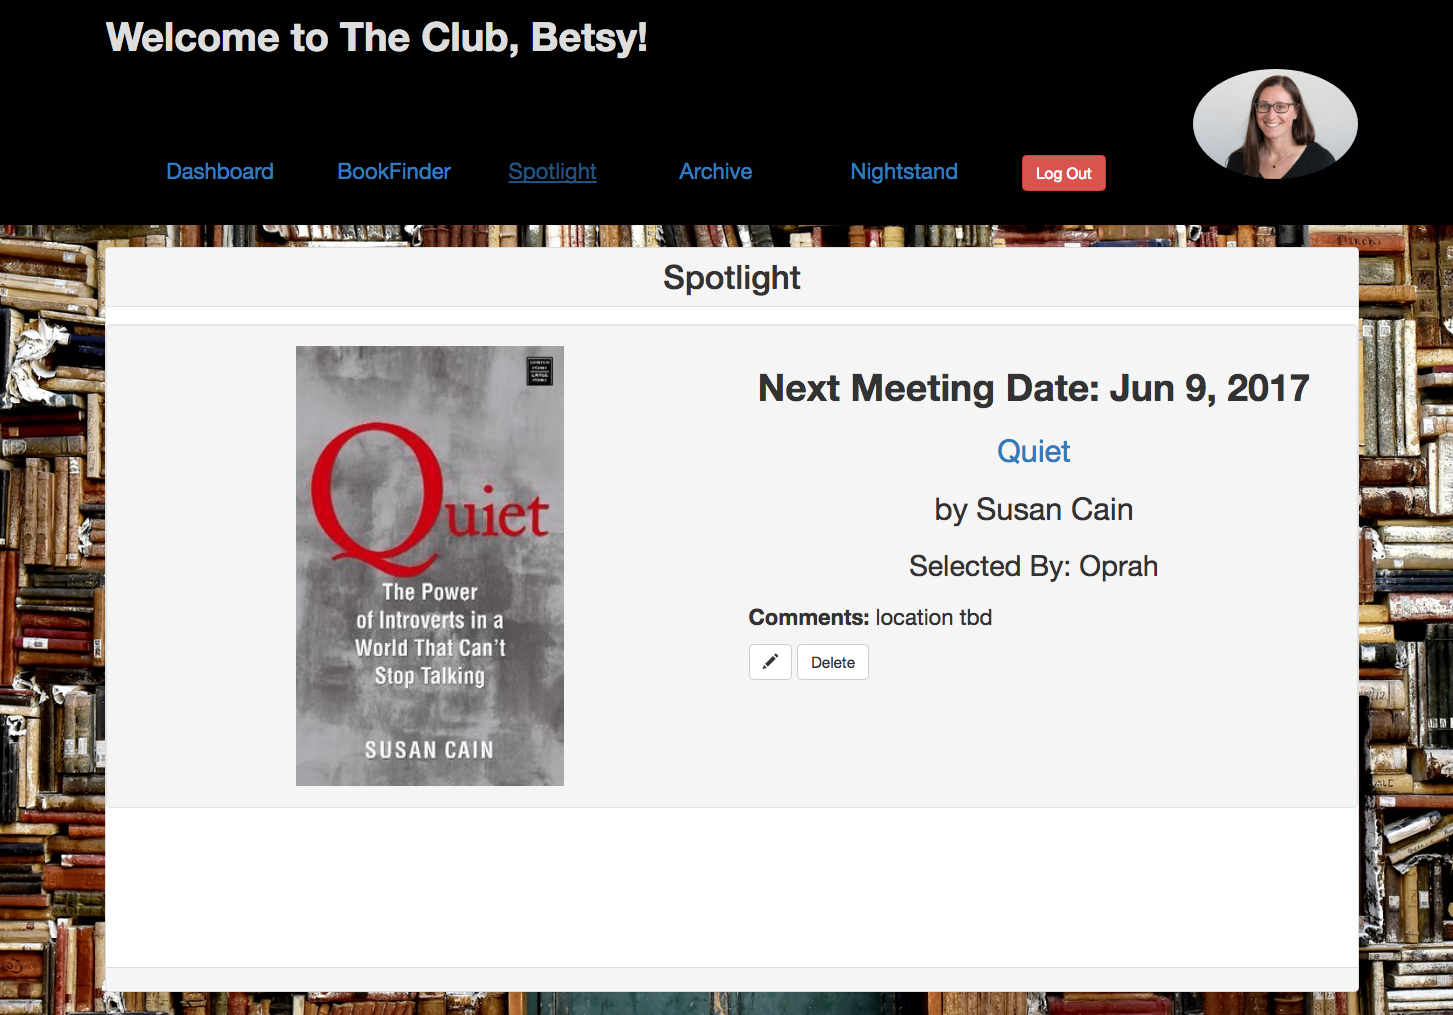 Welcome to The Club, Betsy!
Dashboard
BookFinder
Spotlight
Archive
Nightstand
Log Out
Spotlight
Quiet
The Power
of Introverts in a
World That Can't
Stop Talking
SUSAN CAIN
Next Meeting Date: Jun 9, 2017
Quiet
by Susan Cain
Selected By: Oprah
Comments: location tbd
Delete